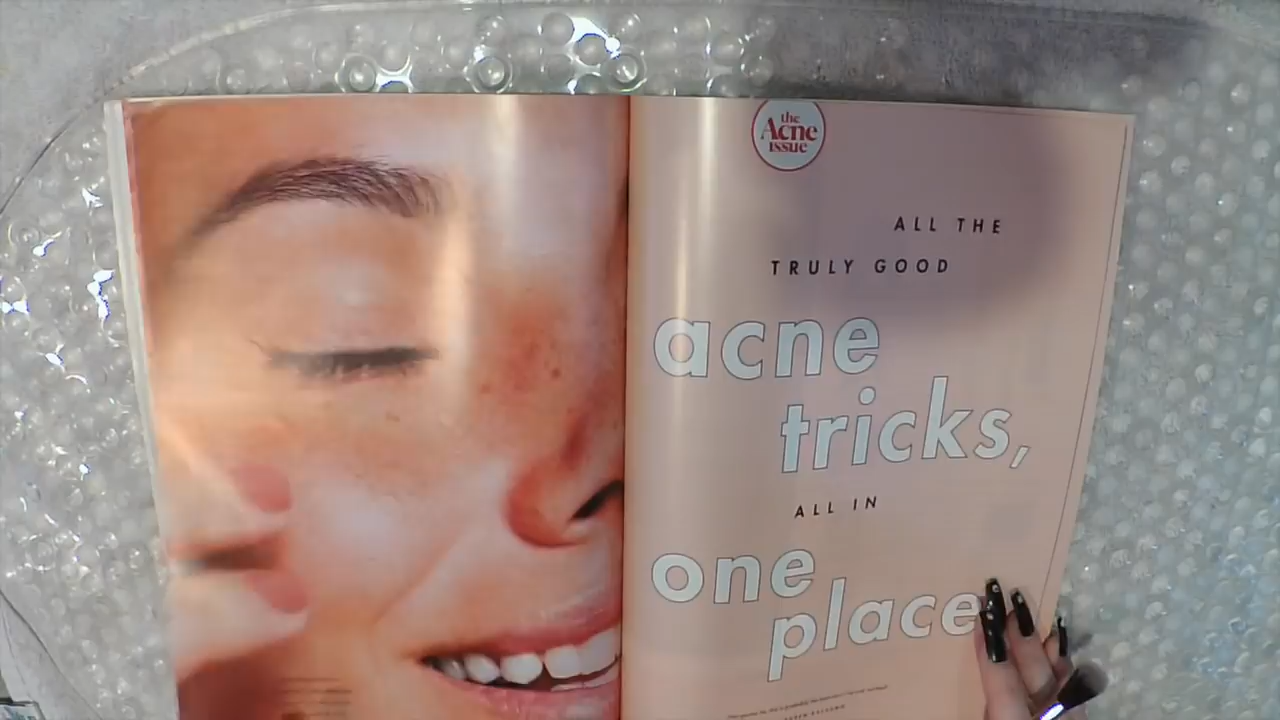 the
Acne
issue
ALL THE
TRULY GOOD
acne
tricks,
ALL IN
one
place